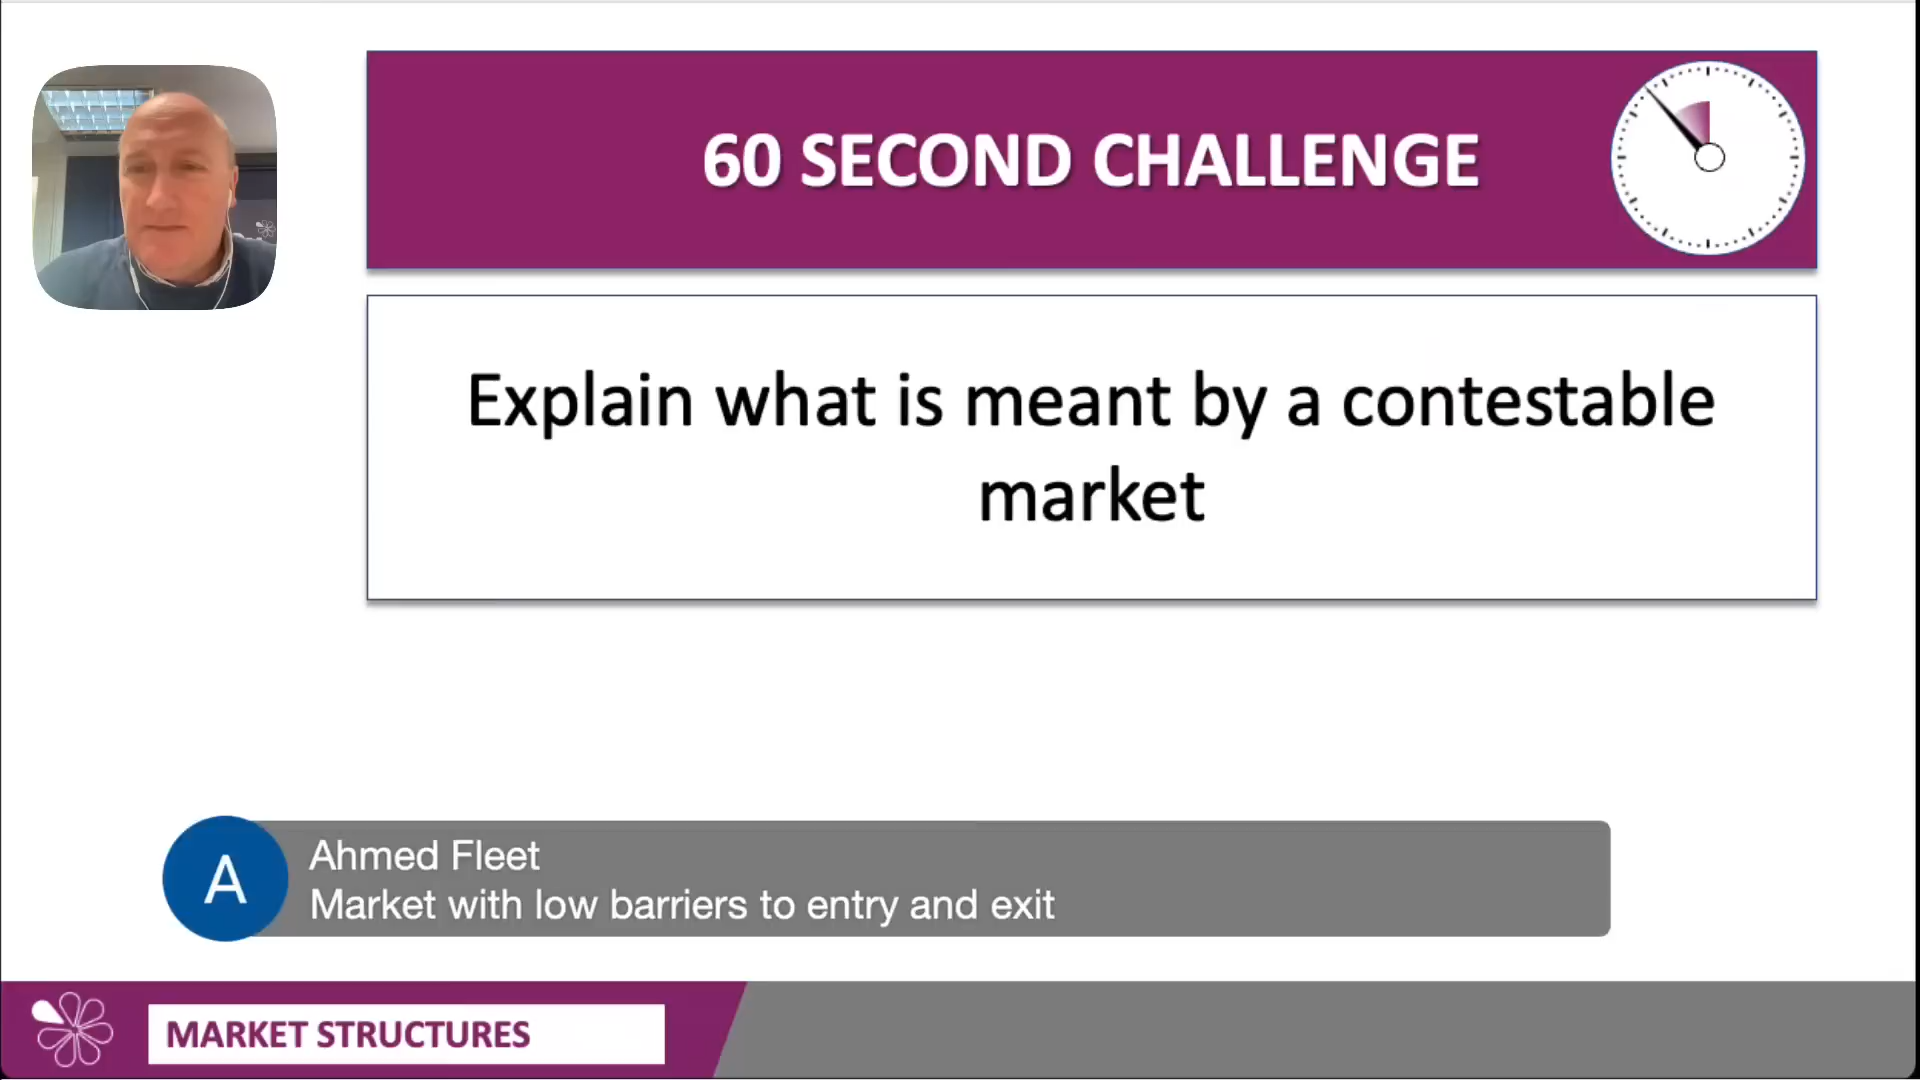 60 SECOND CHALLENGE
Explain what is meant by a contestable
market
A
Ahmed Fleet
Market with low barriers to entry and exit
MARKET STRUCTURES